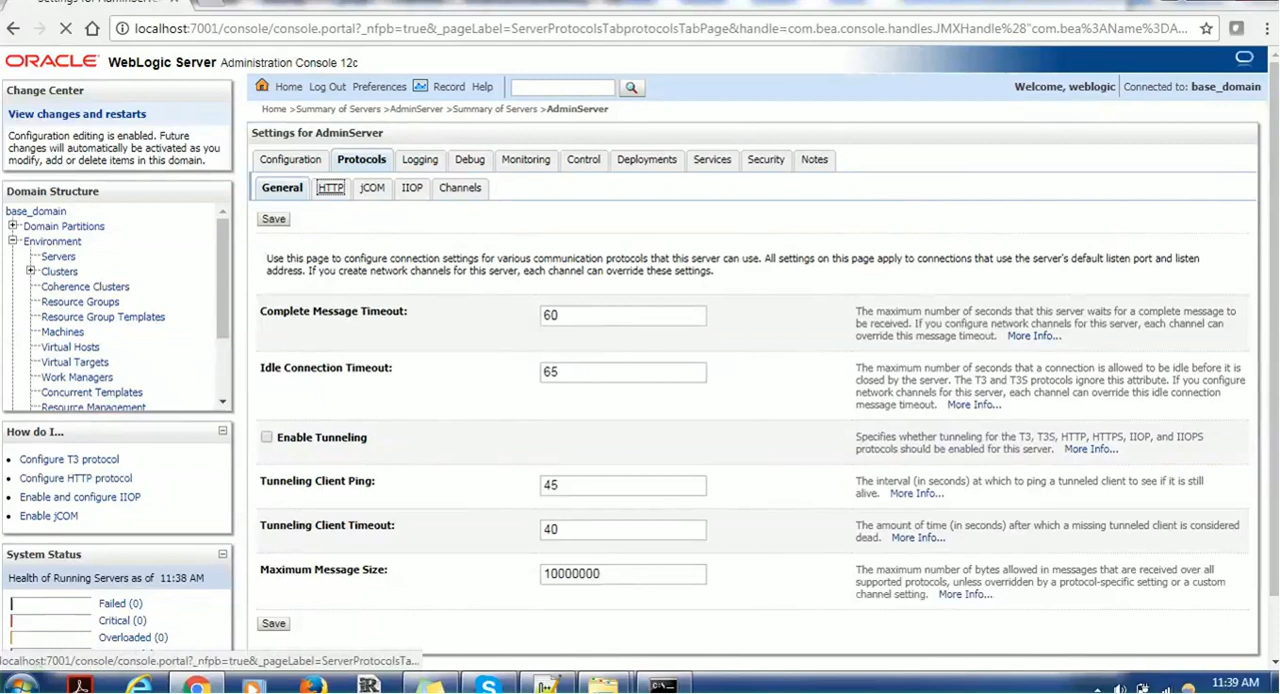 localhost:7001/console/console.portal?_nfpb=true&_pageLabel=ServerProtocolsTabprotocolsTabPage&handle=com.bea.console.handles.JMXHandle%28"com.bea%3AName%3DA...
ORACLE WebLogic Server Administration Console 12c
Change Center
View changes and restarts
Configuration editing is enabled. Future
changes will automatically be activated as you
modify, add or delete items in this domain.
Domain Structure
base_domain
Domain Partitions
Environment
Servers
Clusters
Coherence Clusters
Resource Groups
Resource Group Templates
Machines
Virtual Hosts
Virtual Targets
Work Managers
Concurrent Templates
Resource Management
How do I...
Configure T3 protocol
Configure HTTP protocol
Enable and configure IIOP
Enable jCOM
System Status
Health of Running Servers as of 11:38 AM
Failed (0)
Critical (0)
Overloaded (0)
Home Log Out Preferences Record Help
Welcome, weblogic Connected to: base_domain
Home >Summary of Servers >AdminServer >Summary of Servers >AdminServer
Settings for AdminServer
Configuration Protocols Logging Debug Monitoring Control Deployments Services Security Notes
General HTTP jCOM IIOP Channels
Save
Use this page to configure connection settings for various communication protocols that this server can use. All settings on this page apply to connections that use the server's default listen port and listen
address. If you create network channels for this server, each channel can override these settings.
Complete Message Timeout:
60
The maximum number of seconds that this server waits for a complete message to
be received. If you configure network channels for this server, each channel can
override this message timeout. More Info...
Idle Connection Timeout:
65
The maximum number of seconds that a connection is allowed to be idle before it is
closed by the server. The T3 and T3S protocols ignore this attribute. If you configure
network channels for this server, each channel can override this idle connection
message timeout. More Info...
Enable Tunneling
Specifies whether tunneling for the T3, T3S, HTTP, HTTPS, IIOP, and IIOPS
protocols should be enabled for this server. More Info...
Tunneling Client Ping:
45
The interval (in seconds) at which to ping a tunneled client to see if it is still
alive. More Info...
Tunneling Client Timeout:
40
The amount of time (in seconds) after which a missing tunneled client is considered
dead. More Info...
Maximum Message Size:
10000000
The maximum number of bytes allowed in messages that are received over all
supported protocols, unless overridden by a protocol-specific setting or a custom
channel setting. More Info...
Save
localhost:7001/console/console.portal?_nfpb=true&_pageLabel=ServerProtocolsTa...
11:39 AM